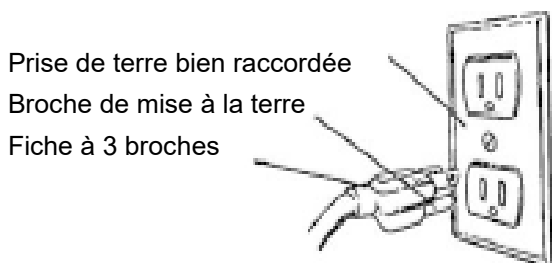 Prise de terre bien raccordée
Broche de mise à la terre
Fiche à 3 broches